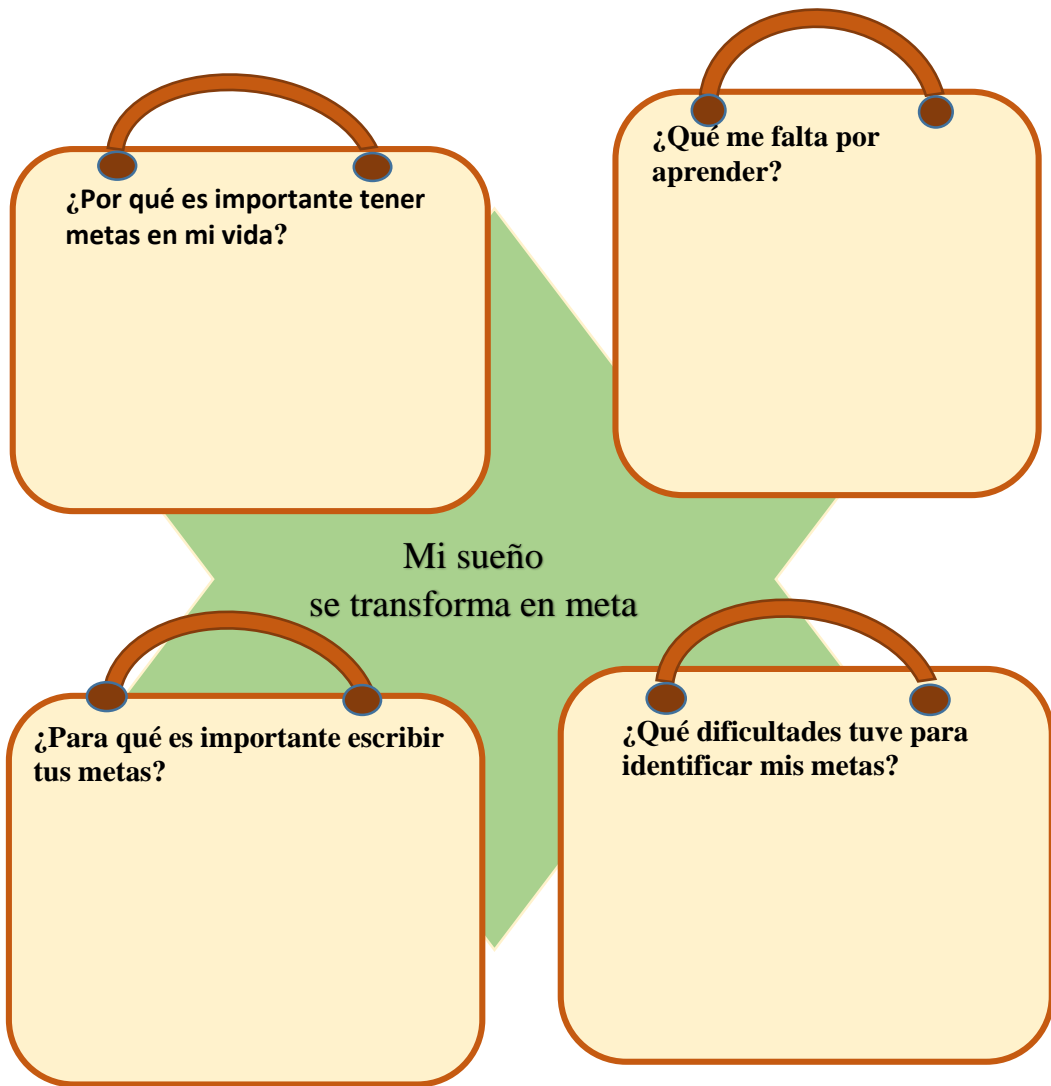 ¿Por qué es importante tener
metas en mi vida?
¿Qué me falta por
aprender?
Mi sueño
se transforma en meta
¿Para qué es importante escribir
tus metas?
¿Qué dificultades tuve para
identificar mis metas?